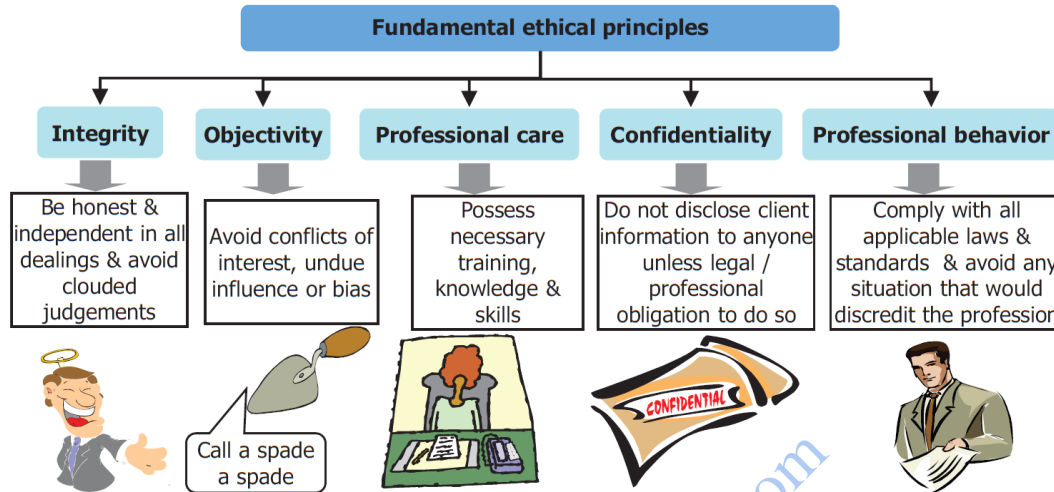 Fundamental ethical principles
Integrity
Objectivity
Professional care
Confidentiality
Professional behavior
Be honest &
independent in all
dealings & avoid
clouded
judgements
Avoid conflicts of
interest, undue
influence or bias
Possess
necessary
training,
knowledge &
skills
Do not disclose client
information to anyone
unless legal /
professional
obligation to do so
Comply with all
applicable laws &
standards & avoid any
situation that would
discredit the profession
Call a spade
a spade
CONFIDENTIAL
om